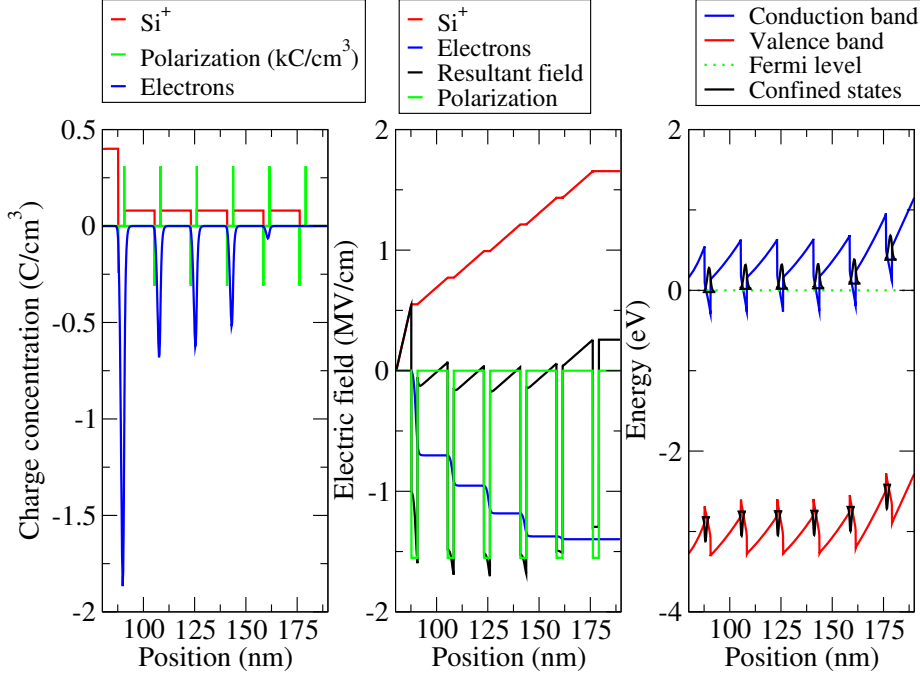 Si+
Polarization (kC/cm3)
Electrons
Si+
Electrons
Resultant field
Polarization
Conduction band
Valence band
Fermi level
Confined states
0.5
0
-0.5
-1
-1.5
-2
Charge concentration (C/cm3)
100
125
150
175
Position (nm)
2
1
0
-1
-2
Electric field (MV/cm)
100
125
150
175
Position (nm)
2
0
-2
-4
Energy (eV)
100
125
150
175
Position (nm)